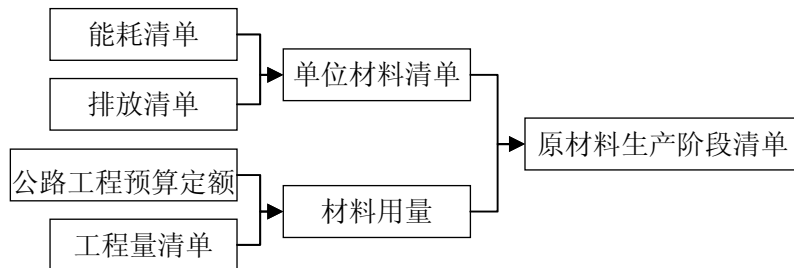 能耗清单
排放清单
单位材料清单
原材料生产阶段清单
公路工程预算定额
工程量清单
材料用量